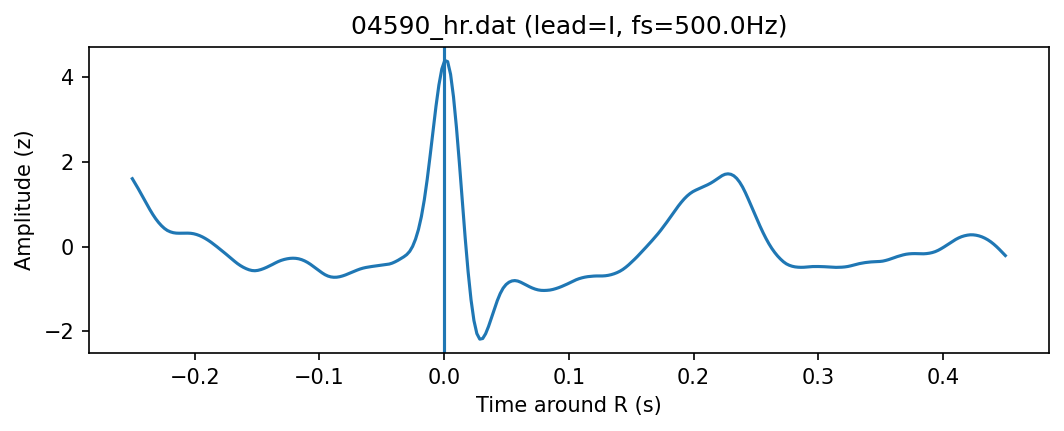 04590_hr.dat (lead=I, fs=500.0Hz)
Amplitude (z)
4
2
0
−2
−0.2 −0.1 0.0 0.1 0.2 0.3 0.4
Time around R (s)